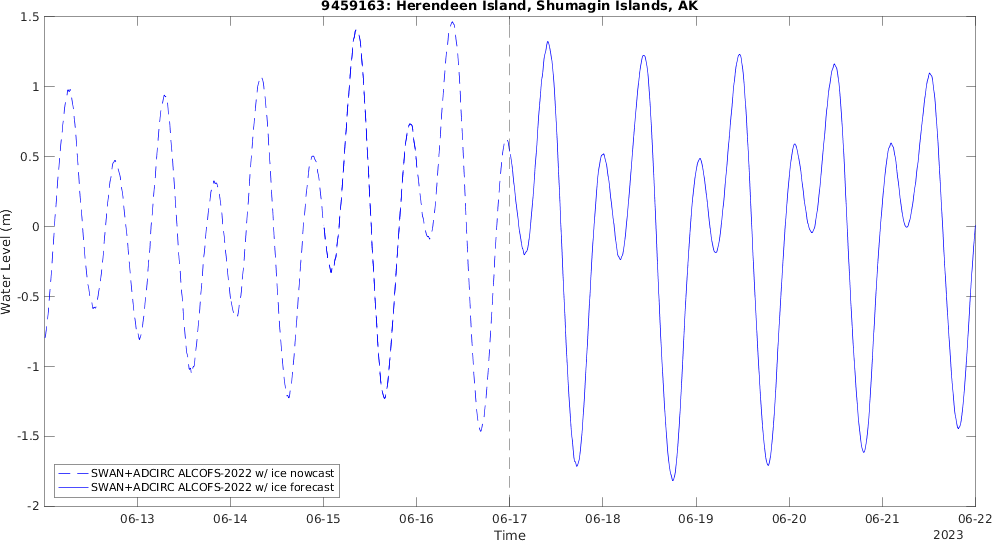 9459163: Herendeen Island, Shumagin Islands, AK
1.5
1
0.5
0
-0.5
-1
-1.5
-2
Water Level (m)
SWAN+ADCIRC ALCOFS-2022 w/ ice nowcast
SWAN+ADCIRC ALCOFS-2022 w/ ice forecast
06-13 06-14 06-15 06-16 06-17 06-18 06-19 06-20 06-21 06-22
Time
2023